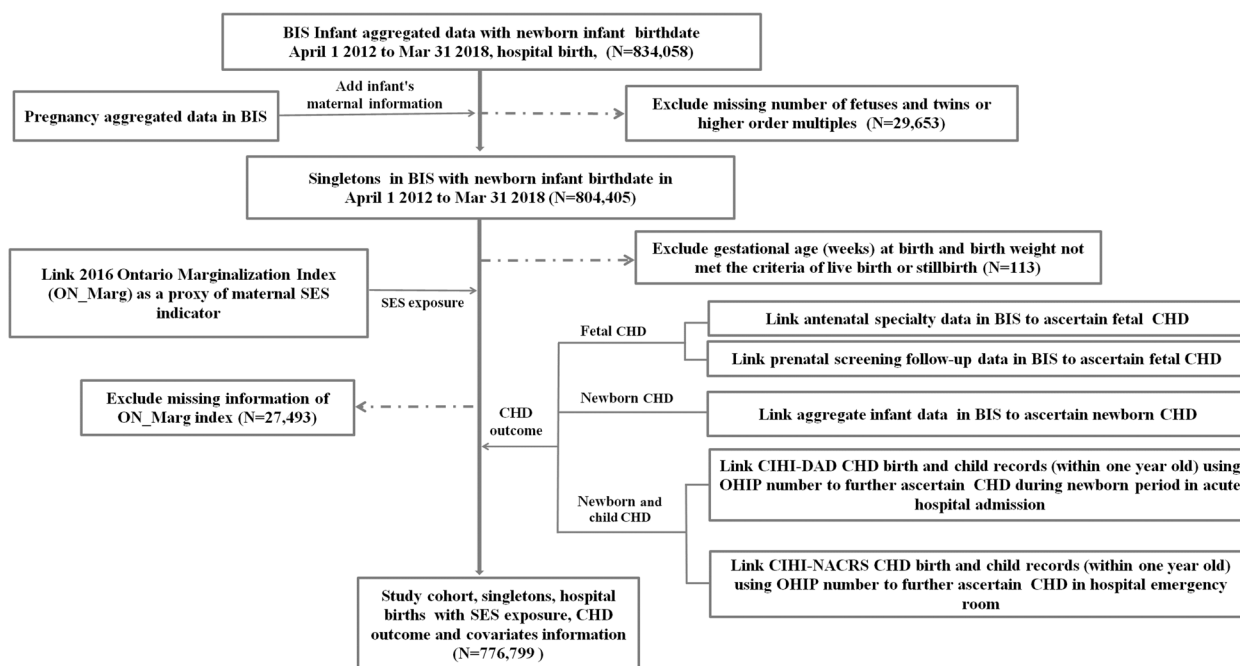 BIS Infant aggregated data with newborn infant birthdate
April 1 2012 to Mar 31 2018, hospital birth, (N=834,058)
Add infant's
maternal information
Pregnancy aggregated data in BIS
Exclude missing number of fetuses and twins or
higher order multiples (N=29,653)
Singletons in BIS with newborn infant birthdate in
April 1 2012 to Mar 31 2018 (N=804,405)
Exclude gestational age (weeks) at birth and birth weight not
met the criteria of live birth or stillbirth (N=113)
Link 2016 Ontario Marginalization Index
(ON_Marg) as a proxy of maternal SES
indicator
SES exposure
Fetal CHD
Link antenatal specialty data in BIS to ascertain fetal CHD
Link prenatal screening follow-up data in BIS to ascertain fetal CHD
Exclude missing information of
ON_Marg index (N=27,493)
Newborn CHD
Link aggregate infant data in BIS to ascertain newborn CHD
CHD
outcome
Newborn and
child CHD
Link CIHI-DAD CHD birth and child records (within one year old) using
OHIP number to further ascertain CHD during newborn period in acute
hospital admission
Link CIHI-NACRS CHD birth and child records (within one year old)
using OHIP number to further ascertain CHD in hospital emergency
room
Study cohort, singletons, hospital
births with SES exposure, CHD
outcome and covariates information
(N=776,799 )